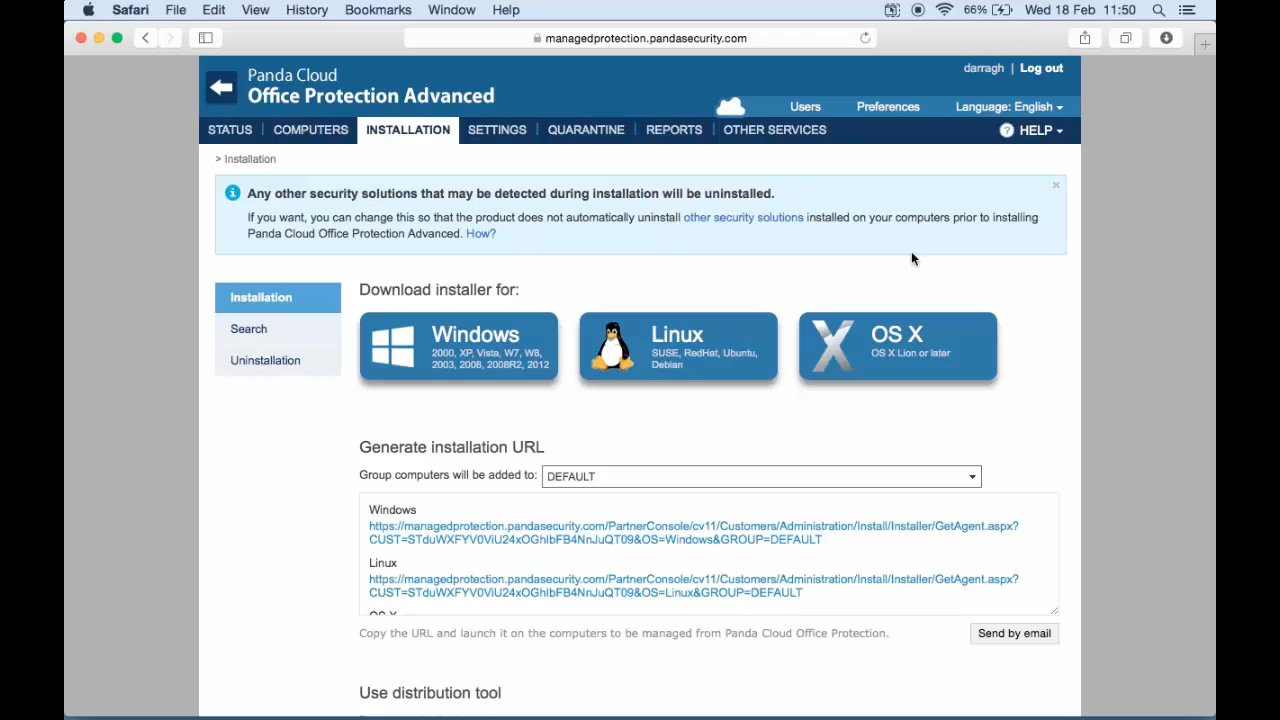 Safari File Edit View History Bookmarks Window Help 66% Wed 18 Feb 11:50
managedprotection.pandasecurity.com
Panda Cloud
Office Protection Advanced
darragh | Log out
Users Preferences Language: English
STATUS COMPUTERS INSTALLATION SETTINGS QUARANTINE REPORTS OTHER SERVICES ? HELP
> Installation
Any other security solutions that may be detected during installation will be uninstalled.
If you want, you can change this so that the product does not automatically uninstall other security solutions installed on your computers prior to installing
Panda Cloud Office Protection Advanced. How?
Installation
Search
Uninstallation
Download installer for:
Windows
2000, XP, Vista, W7, W8,
2003, 2008, 2008R2, 2012
Linux
SUSE, RedHat, Ubuntu,
Debian
OS X
OS X Lion or later
Generate installation URL
Group computers will be added to: DEFAULT
Windows
https://managedprotection.pandasecurity.com/PartnerConsole/cv11/Customers/Administration/Install/Installer/GetAgent.aspx?
CUST=STduWXFYV0ViU24xOGhIbFB4NnJuQT09&OS=Windows&GROUP=DEFAULT
Linux
https://managedprotection.pandasecurity.com/PartnerConsole/cv11/Customers/Administration/Install/Installer/GetAgent.aspx?
CUST=STduWXFYV0ViU24xOGhIbFB4NnJuQT09&OS=Linux&GROUP=DEFAULT
OS X
Copy the URL and launch it on the computers to be managed from Panda Cloud Office Protection.
Send by email
Use distribution tool